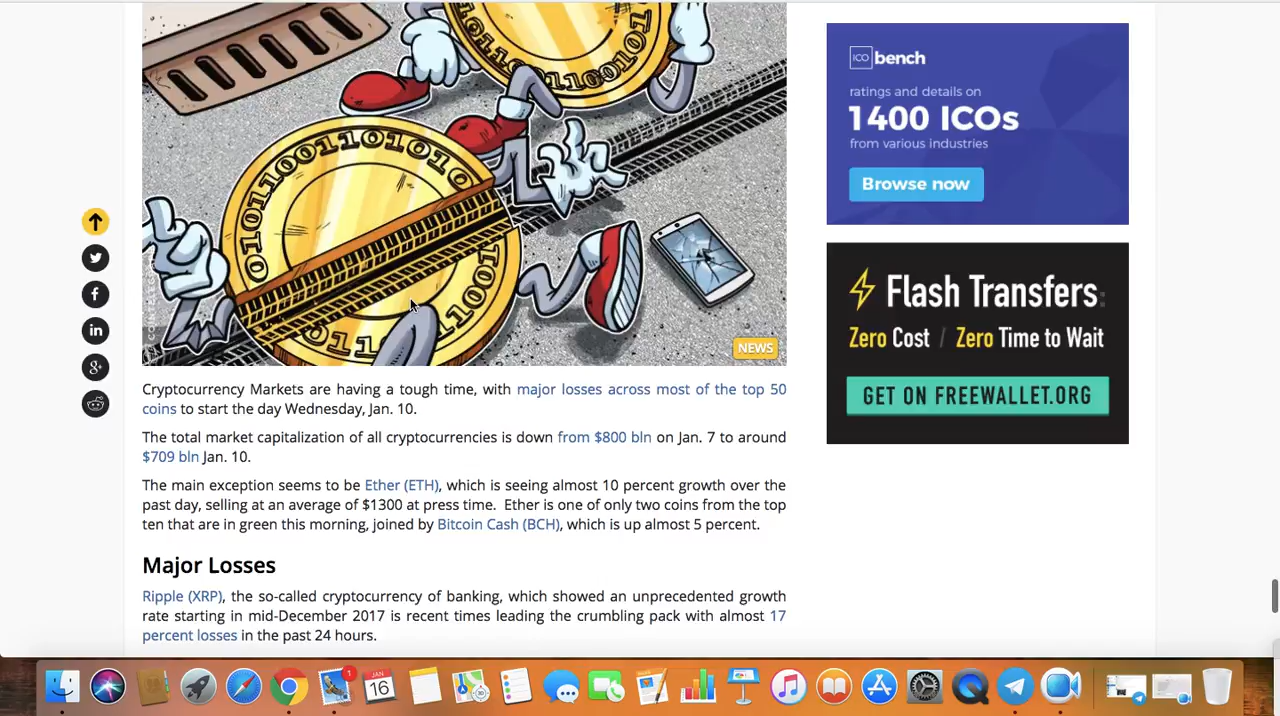 NEWS
Cryptocurrency Markets are having a tough time, with major losses across most of the top 50
coins to start the day Wednesday, Jan. 10.
The total market capitalization of all cryptocurrencies is down from $800 bln on Jan. 7 to around
$709 bln Jan. 10.
The main exception seems to be Ether (ETH), which is seeing almost 10 percent growth over the
past day, selling at an average of $1300 at press time. Ether is one of only two coins from the top
ten that are in green this morning, joined by Bitcoin Cash (BCH), which is up almost 5 percent.
Major Losses
Ripple (XRP), the so-called cryptocurrency of banking, which showed an unprecedented growth
rate starting in mid-December 2017 is recent times leading the crumbling pack with almost 17
percent losses in the past 24 hours.
ICO bench
ratings and details on
1400 ICOs
from various industries
Browse now
Flash Transfers:
Zero Cost / Zero Time to Wait
GET ON FREEWALLET.ORG
1
JAN
16